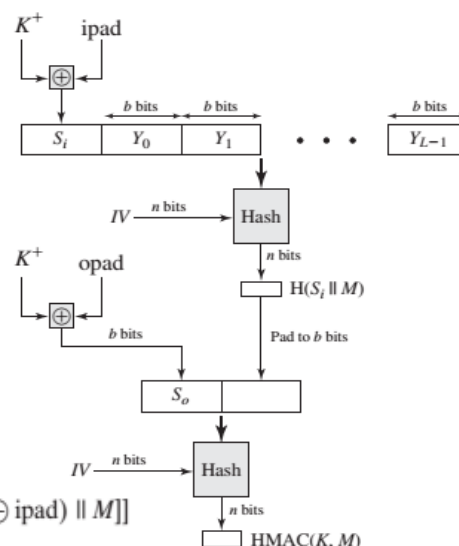 K⁺ ipad
⊕
b bits b bits b bits
Sᵢ Y₀ Y₁ • • • Y_{L–1}
n bits
IV Hash
n bits
K⁺ opad
H(Sᵢ ∥ M)
⊕
b bits Pad to b bits
Sₒ
n bits
IV Hash
⊕ ipad) ∥ M]]
n bits
HMAC(K, M)